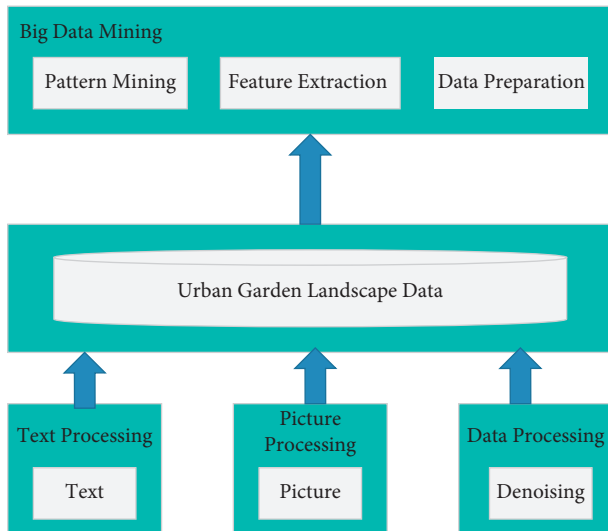 Big Data Mining
Pattern Mining
Feature Extraction
Data Preparation
Urban Garden Landscape Data
Text Processing
Picture
Processing
Data Processing
Text
Picture
Denoising